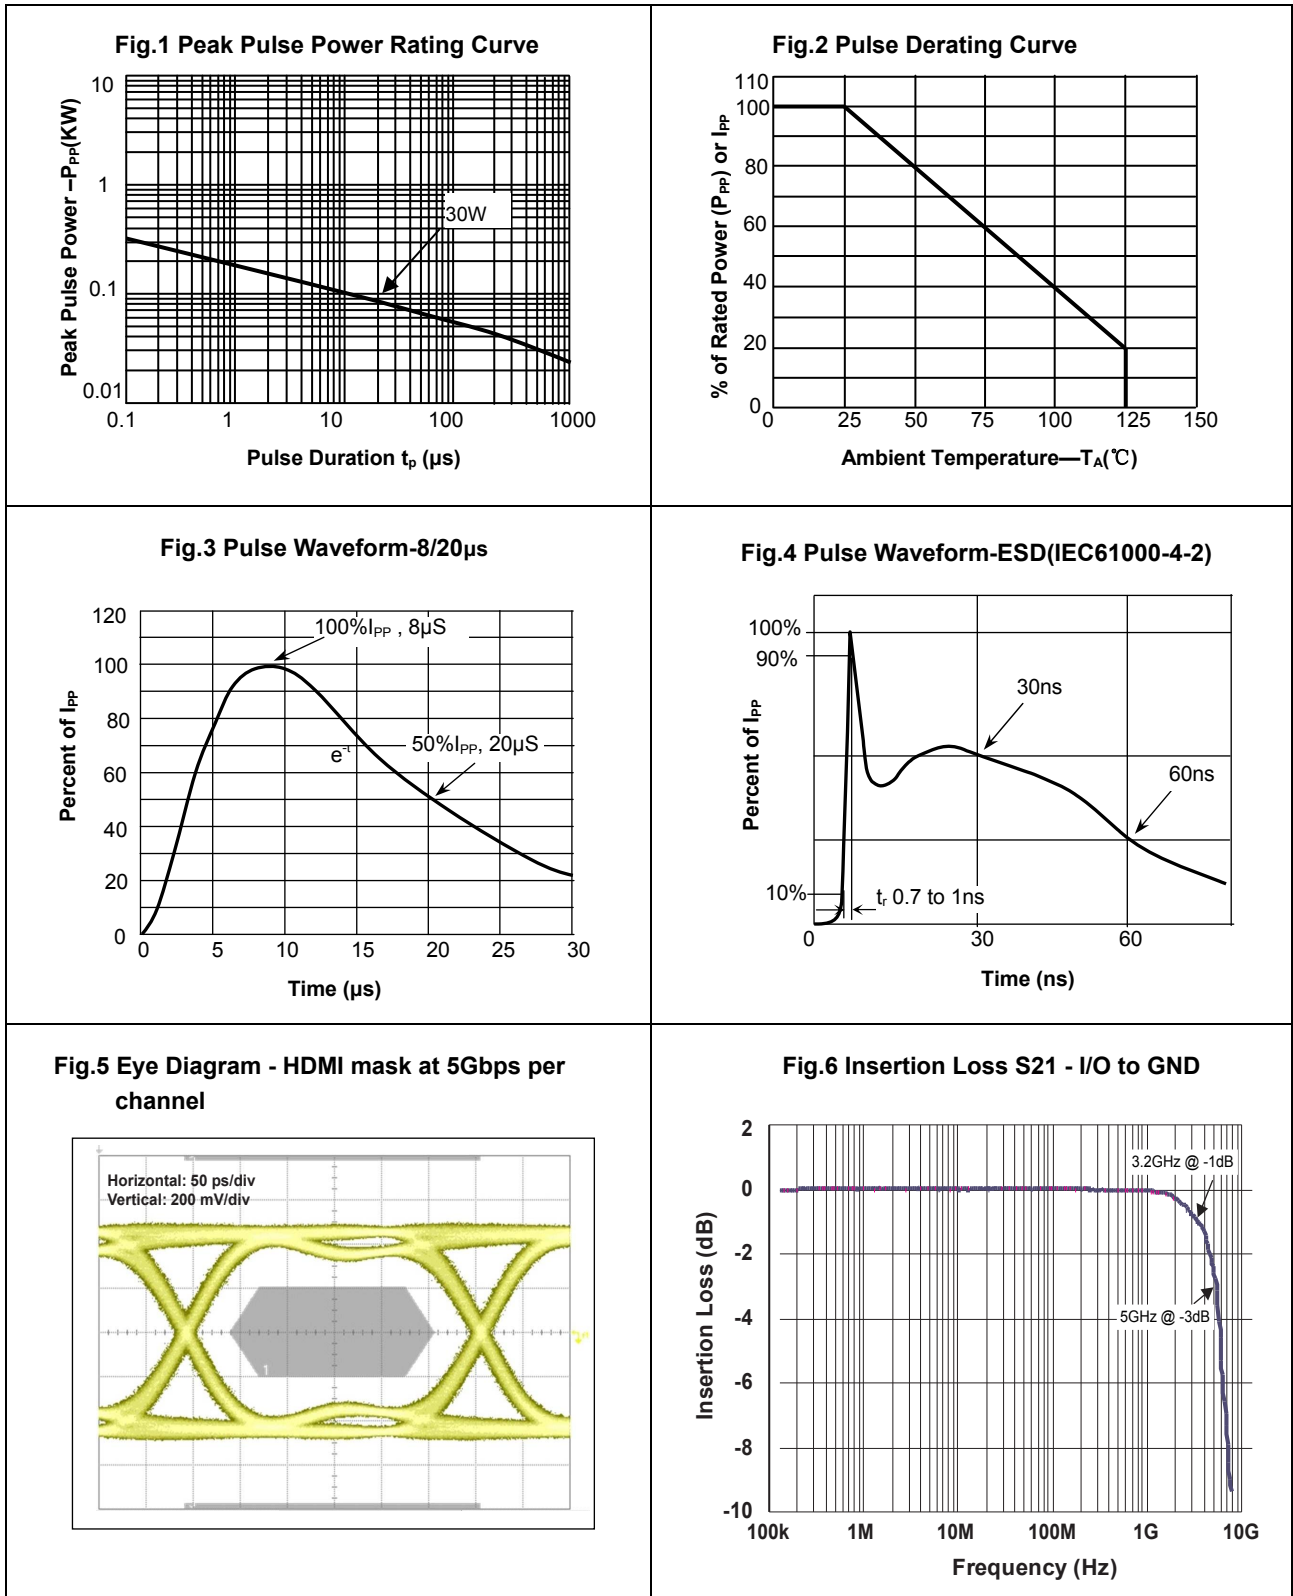 Fig.1 Peak Pulse Power Rating Curve
Peak Pulse Power –PPP(KW)
10
1
0.1
0.01
30W
0.1 1 10 100 1000
Pulse Duration tp (µs)
Fig.2 Pulse Derating Curve
% of Rated Power (PPP) or IPP
110
100
80
60
40
20
0
0 25 50 75 100 125 150
Ambient Temperature—TA(℃)
Fig.3 Pulse Waveform-8/20µs
Percent of IPP
120
100
80
60
40
20
0
100%IPP , 8µS
e-t
50%IPP, 20µS
0 5 10 15 20 25 30
Time (µs)
Fig.4 Pulse Waveform-ESD(IEC61000-4-2)
Percent of IPP
100%
90%
10%
30ns
60ns
tr 0.7 to 1ns
0 30 60
Time (ns)
Fig.5 Eye Diagram - HDMI mask at 5Gbps per
channel
Horizontal: 50 ps/div
Vertical: 200 mV/div
1
Fig.6 Insertion Loss S21 - I/O to GND
Insertion Loss (dB)
2
0
-2
-4
-6
-8
-10
3.2GHz @ -1dB
5GHz @ -3dB
100k 1M 10M 100M 1G 10G
Frequency (Hz)